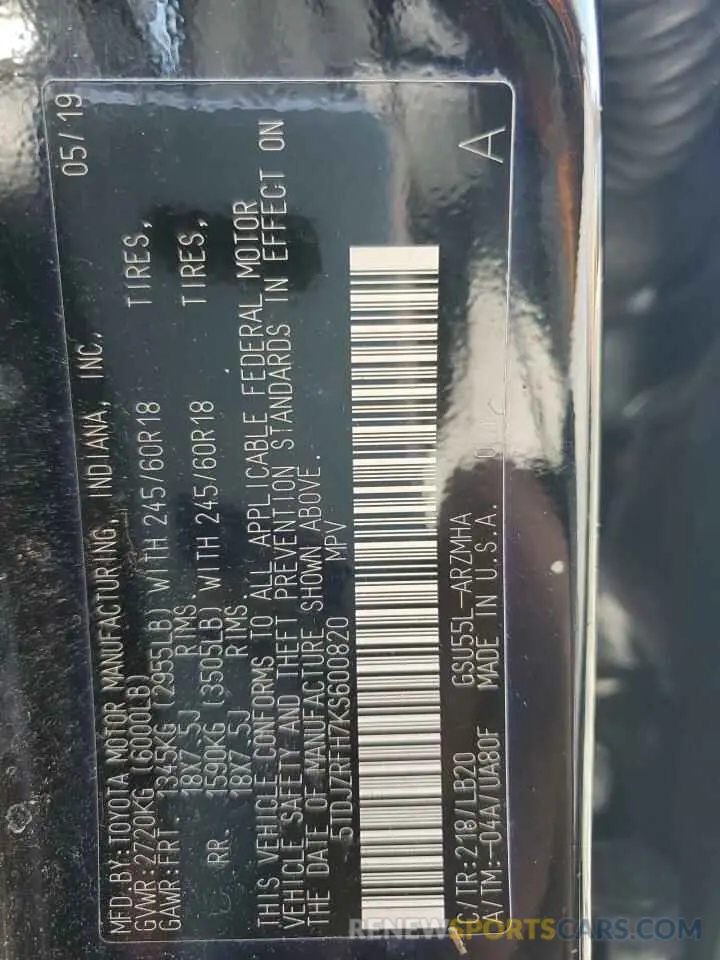 MFD.BY:TOYOTA MOTOR MANUFACTURING, INDIANA, INC. 05/19
GVWR:2720KG (6000LB)
GAWR:FRT. 1345KG (2955LB) WITH 245/60R18 TIRES,
18X7.5J RIMS.
RR. 1590KG (3505LB) WITH 245/60R18 TIRES,
18X7.5J RIMS.
THIS VEHICLE CONFORMS TO ALL APPLICABLE FEDERAL MOTOR
VEHICLE SAFETY AND THEFT PREVENTION STANDARDS IN EFFECT ON
THE DATE OF MANUFACTURE SHOWN ABOVE.
5TDJZRFH7KS600820 MPV
C/TR:218/LB20 GSU55L-ARZMHA
A/TM:-04A/UA80F MADE IN U.S.A. A
RENEWSPORTSCARS.COM